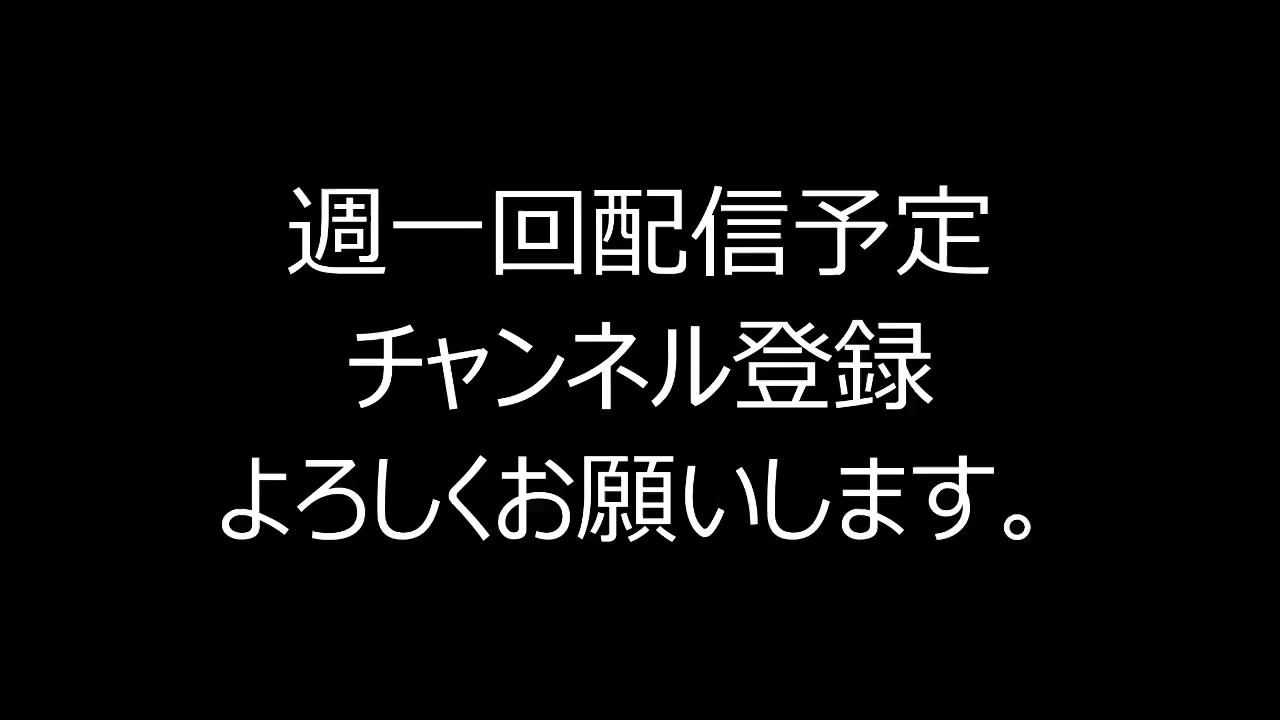 週一回配信予定
チャンネル登録
よろしくお願いします。